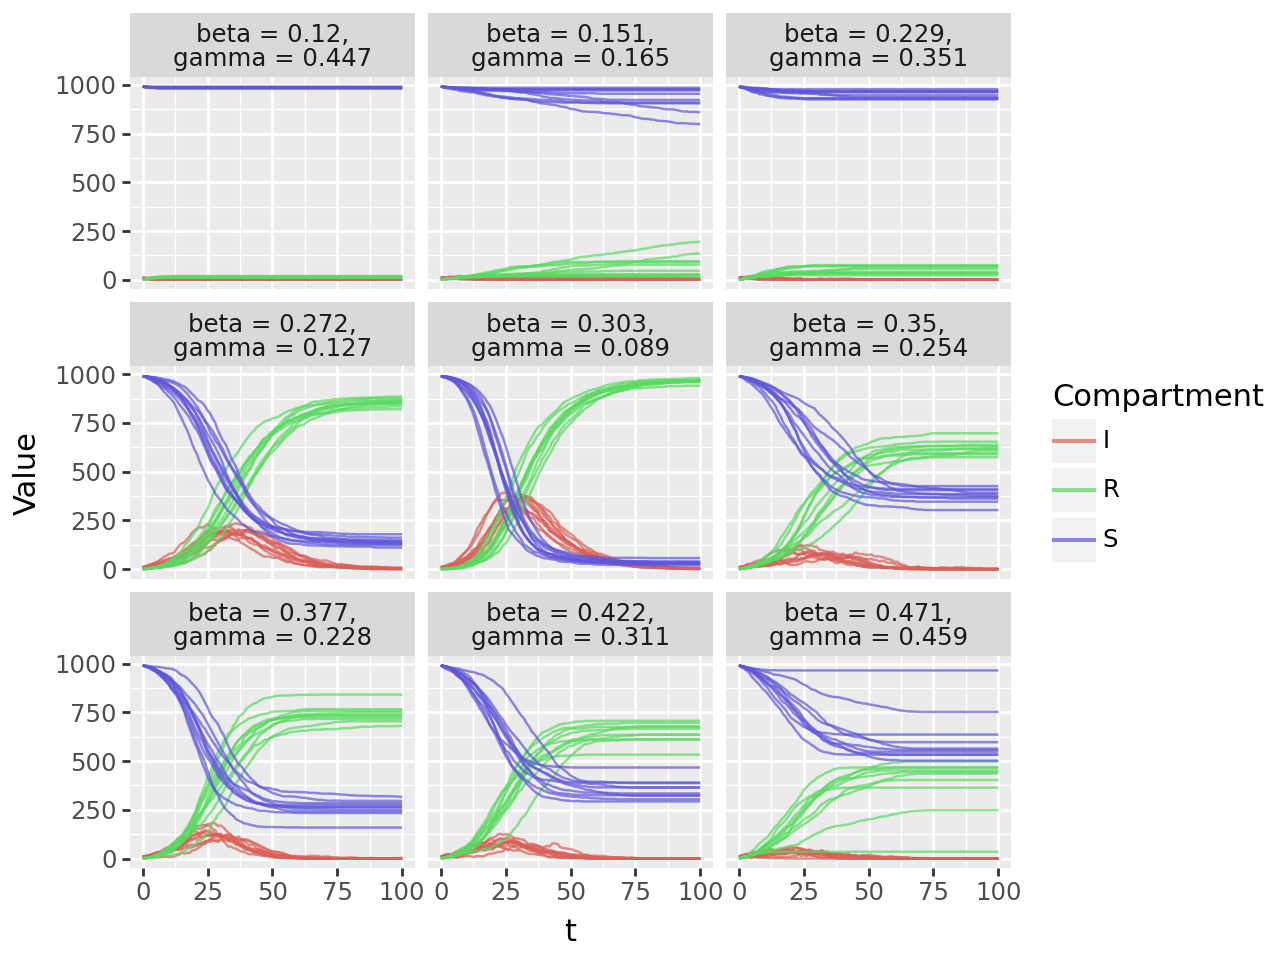 beta = 0.12,
gamma = 0.447
beta = 0.151,
gamma = 0.165
beta = 0.229,
gamma = 0.351
1000
750
500
250
0
beta = 0.272,
gamma = 0.127
beta = 0.303,
gamma = 0.089
beta = 0.35,
gamma = 0.254
1000
750
500
250
0
beta = 0.377,
gamma = 0.228
beta = 0.422,
gamma = 0.311
beta = 0.471,
gamma = 0.459
1000
750
500
250
0
0 25 50 75 100
0 25 50 75 100
0 25 50 75 100
t
Value
Compartment
I
R
S